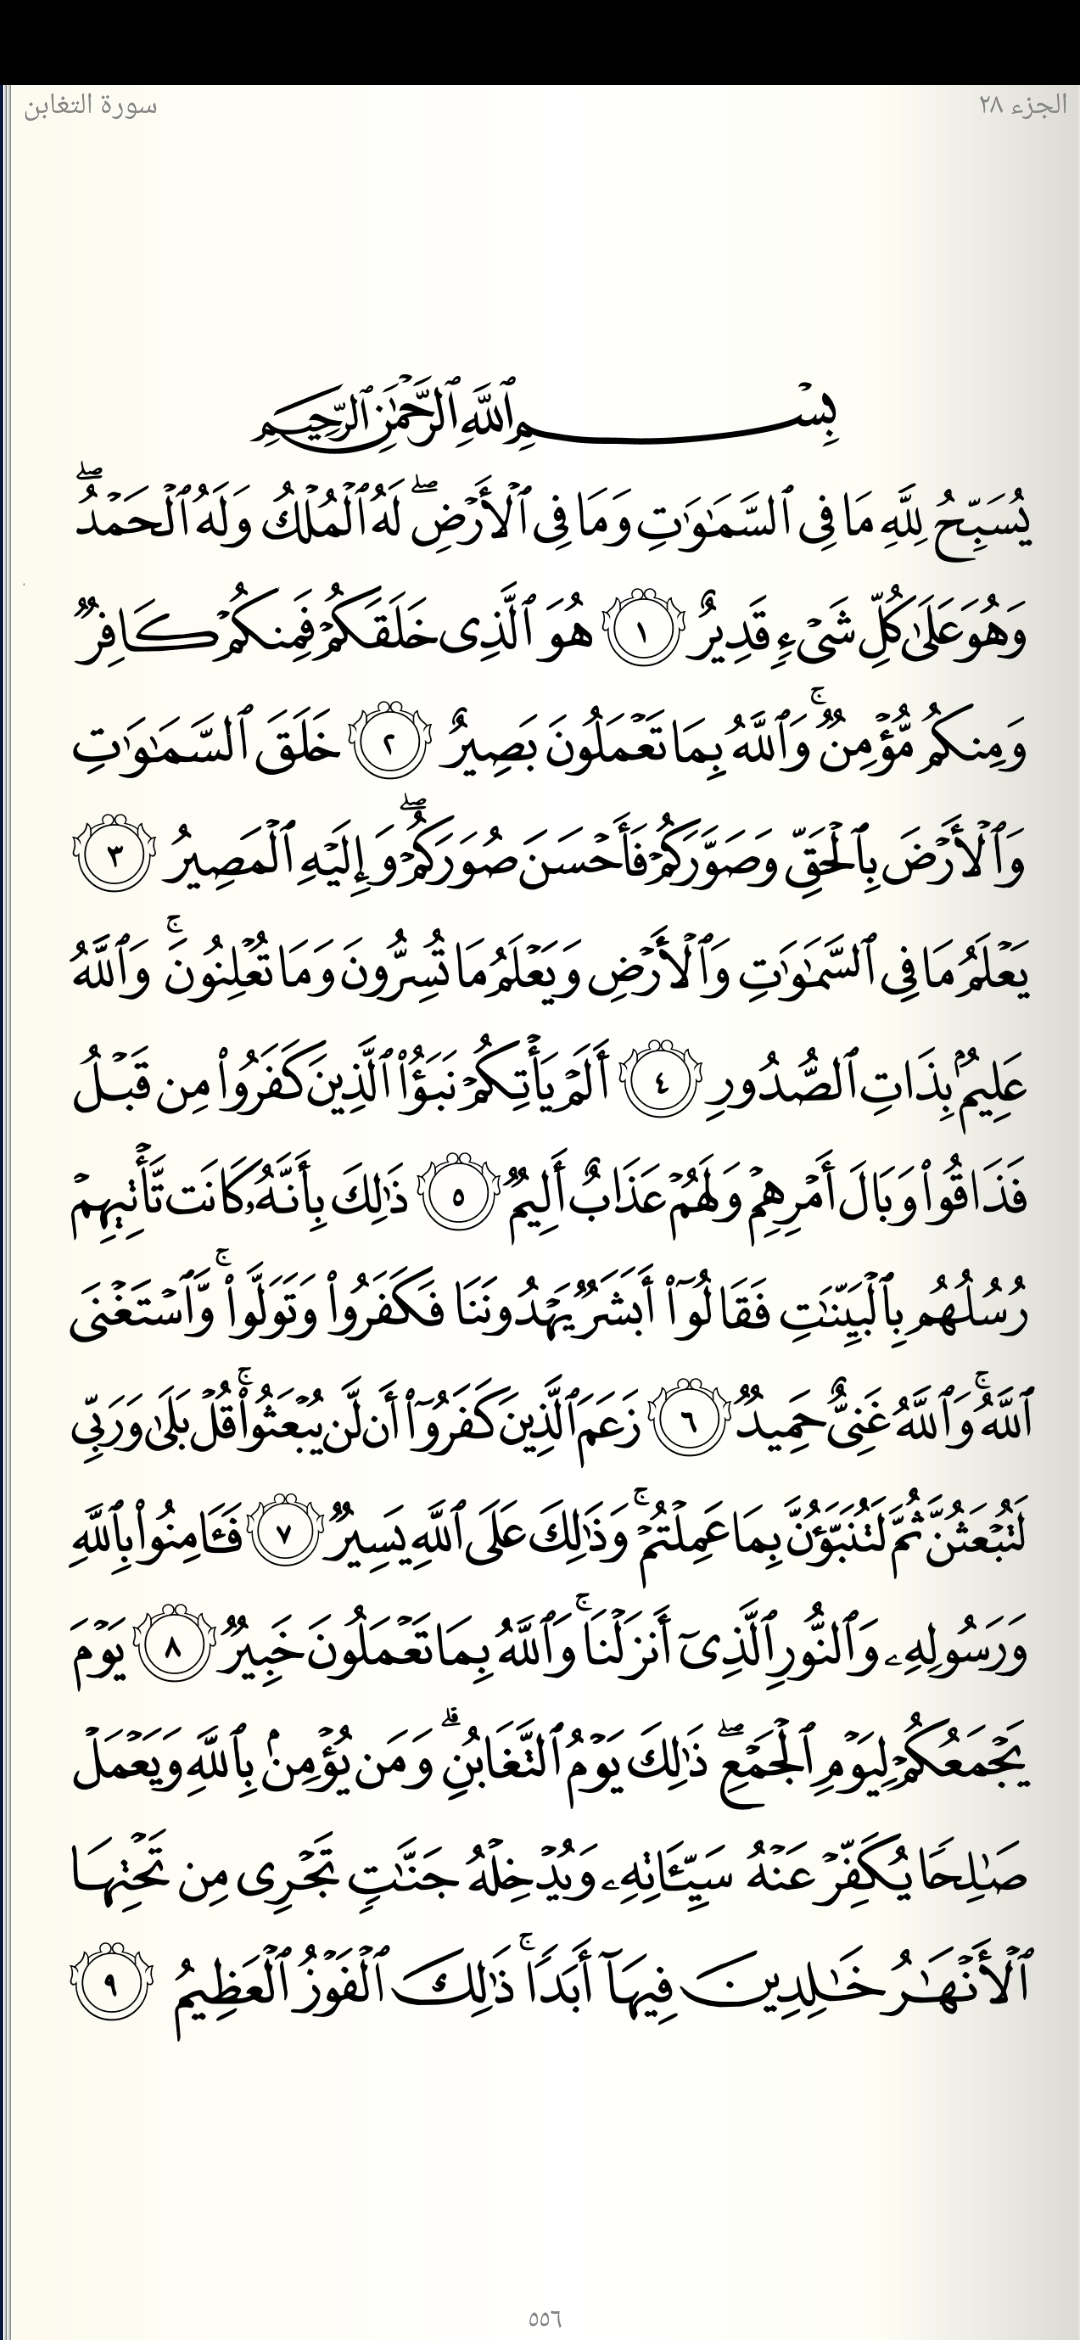 الجزء ٢٨
سورة التغابن
بِسْمِ ٱللَّهِ ٱلرَّحْمَٰنِ ٱلرَّحِيمِ
يُسَبِّحُ لِلَّهِ مَا فِى ٱلسَّمَٰوَٰتِ وَمَا فِى ٱلْأَرْضِ ۖ لَهُ ٱلْمُلْكُ وَلَهُ ٱلْحَمْدُ ۖ
وَهُوَ عَلَىٰ كُلِّ شَىْءٍ قَدِيرٌ ١ هُوَ ٱلَّذِى خَلَقَكُمْ فَمِنكُمْ كَافِرٌ
وَمِنكُم مُّؤْمِنٌ ۚ وَٱللَّهُ بِمَا تَعْمَلُونَ بَصِيرٌ ٢ خَلَقَ ٱلسَّمَٰوَٰتِ
وَٱلْأَرْضَ بِٱلْحَقِّ وَصَوَّرَكُمْ فَأَحْسَنَ صُوَرَكُمْ ۖ وَإِلَيْهِ ٱلْمَصِيرُ ٣
يَعْلَمُ مَا فِى ٱلسَّمَٰوَٰتِ وَٱلْأَرْضِ وَيَعْلَمُ مَا تُسِرُّونَ وَمَا تُعْلِنُونَ ۚ وَٱللَّهُ
عَلِيمٌۢ بِذَاتِ ٱلصُّدُورِ ٤ أَلَمْ يَأْتِكُمْ نَبَؤُا۟ ٱلَّذِينَ كَفَرُوا۟ مِن قَبْلُ
فَذَاقُوا۟ وَبَالَ أَمْرِهِمْ وَلَهُمْ عَذَابٌ أَلِيمٌ ٥ ذَٰلِكَ بِأَنَّهُۥ كَانَت تَّأْتِيهِمْ
رُسُلُهُم بِٱلْبَيِّنَٰتِ فَقَالُوٓا۟ أَبَشَرٌ يَهْدُونَنَا فَكَفَرُوا۟ وَتَوَلَّوا۟ ۚ وَّٱسْتَغْنَى
ٱللَّهُ ۚ وَٱللَّهُ غَنِىٌّ حَمِيدٌ ٦ زَعَمَ ٱلَّذِينَ كَفَرُوٓا۟ أَن لَّن يُبْعَثُوا۟ ۚ قُلْ بَلَىٰ وَرَبِّى
لَتُبْعَثُنَّ ثُمَّ لَتُنَبَّؤُنَّ بِمَا عَمِلْتُمْ ۚ وَذَٰلِكَ عَلَى ٱللَّهِ يَسِيرٌ ٧ فَـَٔامِنُوا۟ بِٱللَّهِ
وَرَسُولِهِۦ وَٱلنُّورِ ٱلَّذِىٓ أَنزَلْنَا ۚ وَٱللَّهُ بِمَا تَعْمَلُونَ خَبِيرٌ ٨ يَوْمَ
يَجْمَعُكُمْ لِيَوْمِ ٱلْجَمْعِ ۖ ذَٰلِكَ يَوْمُ ٱلتَّغَابُنِ ۗ وَمَن يُؤْمِنۢ بِٱللَّهِ وَيَعْمَلْ
صَٰلِحًا يُكَفِّرْ عَنْهُ سَيِّـَٔاتِهِۦ وَيُدْخِلْهُ جَنَّٰتٍ تَجْرِى مِن تَحْتِهَا
ٱلْأَنْهَٰرُ خَٰلِدِينَ فِيهَآ أَبَدًا ۚ ذَٰلِكَ ٱلْفَوْزُ ٱلْعَظِيمُ ٩
٥٥٦